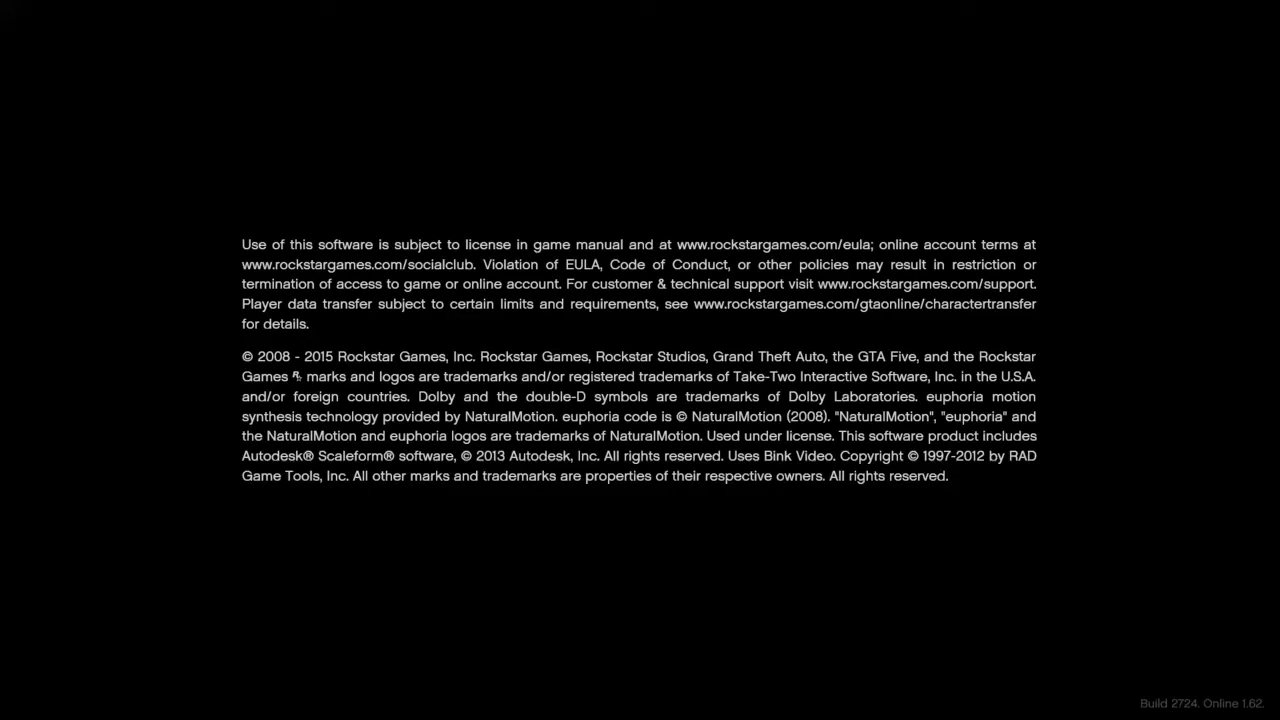 Use of this software is subject to license in game manual and at www.rockstargames.com/eula; online account terms at
www.rockstargames.com/socialclub. Violation of EULA, Code of Conduct, or other policies may result in restriction or
termination of access to game or online account. For customer & technical support visit www.rockstargames.com/support.
Player data transfer subject to certain limits and requirements, see www.rockstargames.com/gtaonline/charactertransfer
for details.
© 2008 - 2015 Rockstar Games, Inc. Rockstar Games, Rockstar Studios, Grand Theft Auto, the GTA Five, and the Rockstar
Games R* marks and logos are trademarks and/or registered trademarks of Take-Two Interactive Software, Inc. in the U.S.A.
and/or foreign countries. Dolby and the double-D symbols are trademarks of Dolby Laboratories. euphoria motion
synthesis technology provided by NaturalMotion. euphoria code is © NaturalMotion (2008). "NaturalMotion", "euphoria" and
the NaturalMotion and euphoria logos are trademarks of NaturalMotion. Used under license. This software product includes
Autodesk® Scaleform® software, © 2013 Autodesk, Inc. All rights reserved. Uses Bink Video. Copyright © 1997-2012 by RAD
Game Tools, Inc. All other marks and trademarks are properties of their respective owners. All rights reserved.
Build 2724. Online 1.62.